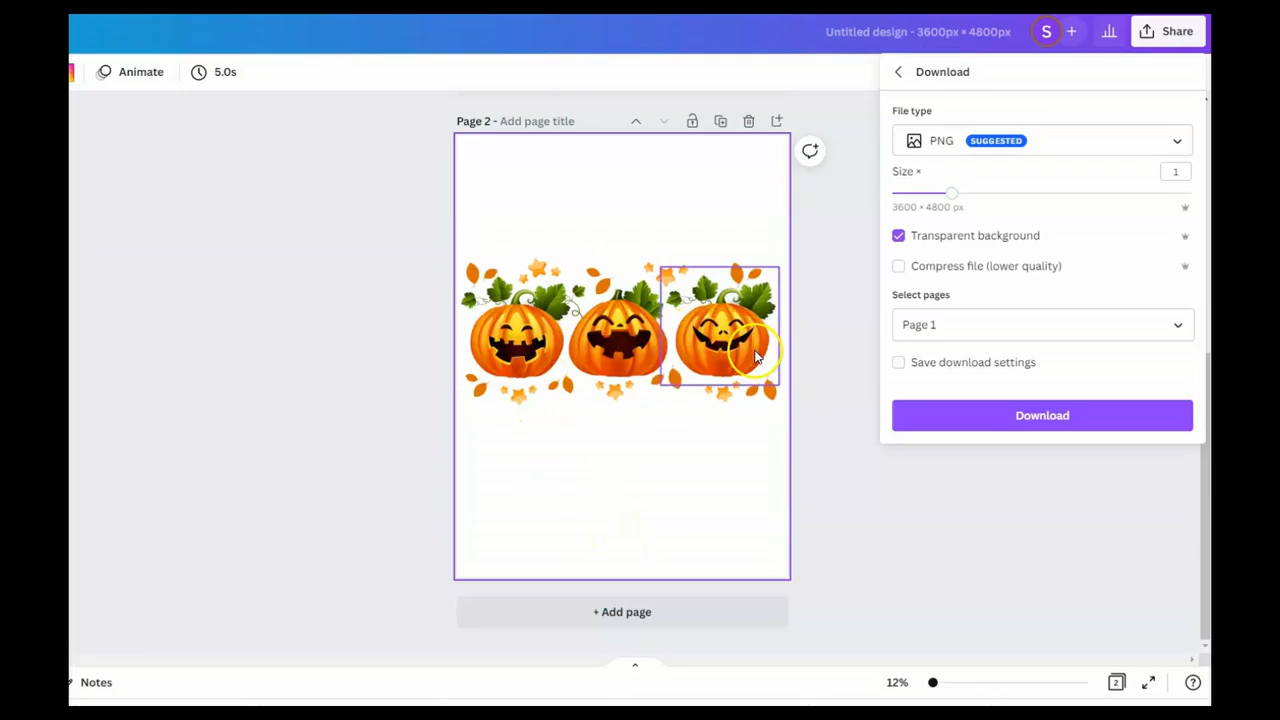 Untitled design - 3600px × 4800px
S
+
Share
Animate
5.0s
Download
Page 2 - Add page title
File type
PNG SUGGESTED
Size ×
1
3600 × 4800 px
Transparent background
Compress file (lower quality)
Select pages
Page 1
Save download settings
Download
+ Add page
Notes
12%
2
?